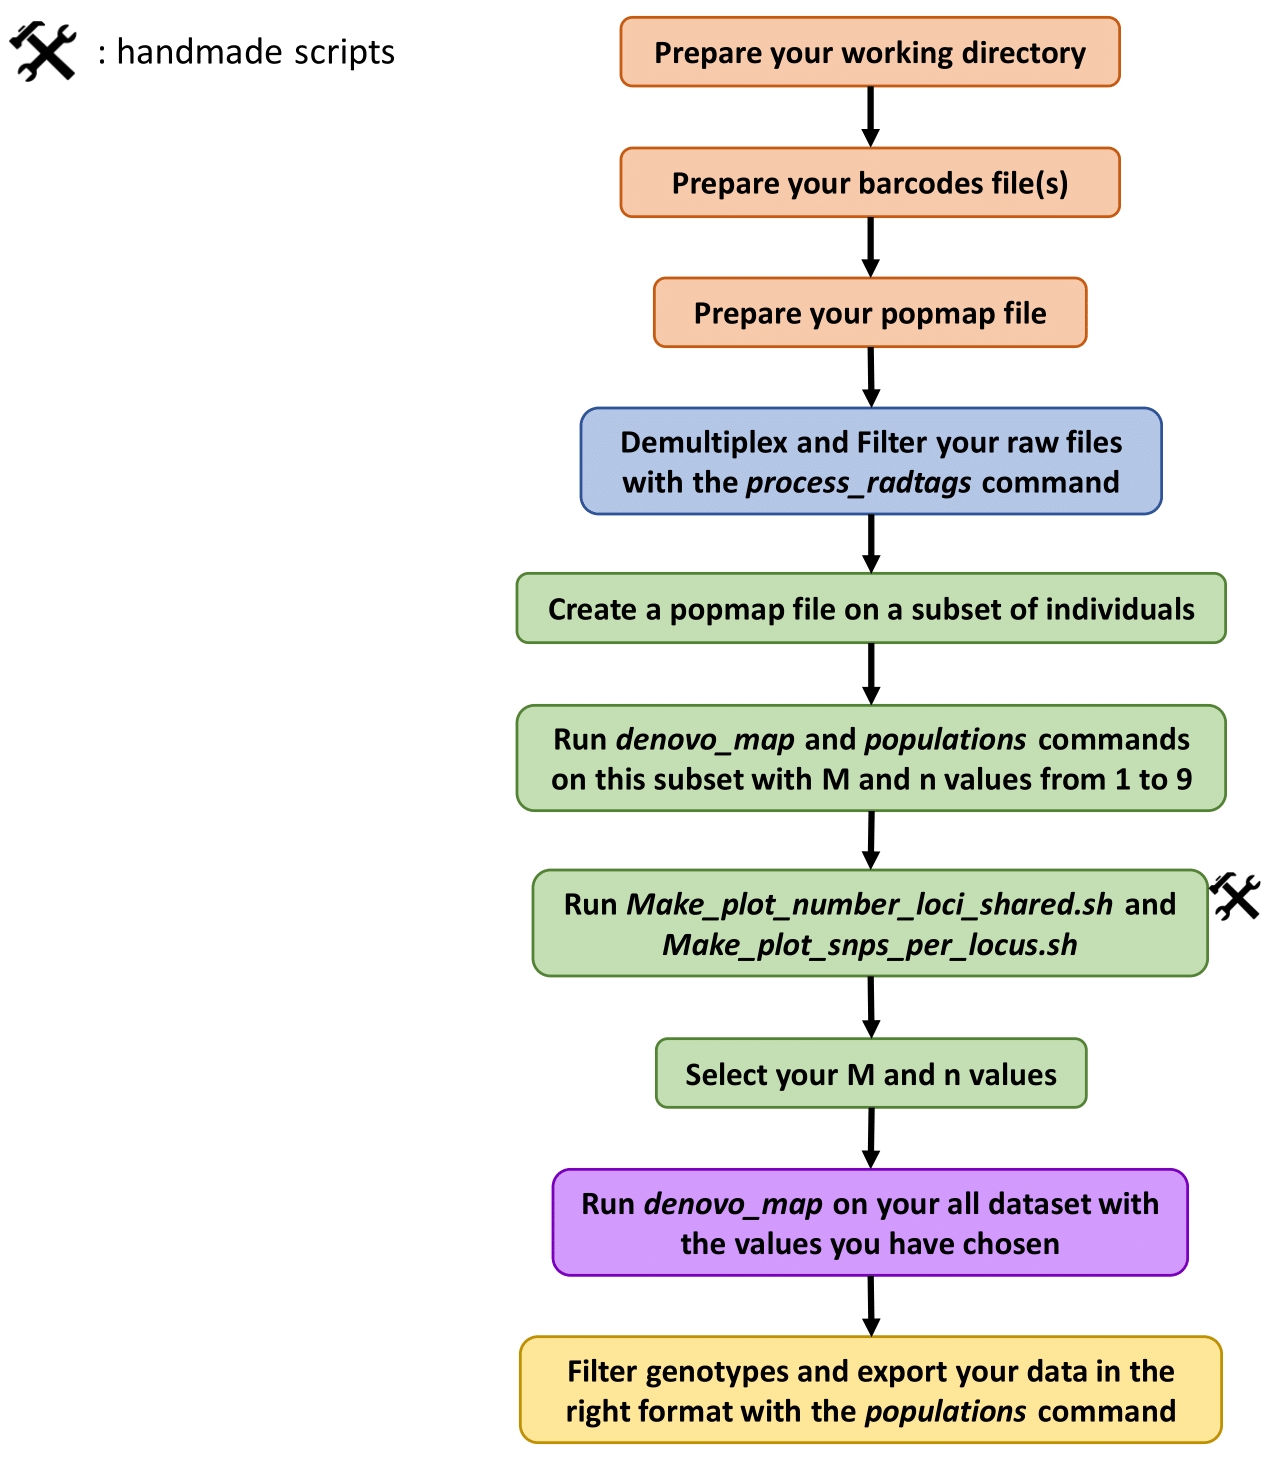 : handmade scripts
Prepare your working directory
Prepare your barcodes file(s)
Prepare your popmap file
Demultiplex and Filter your raw files
with the process_radtags command
Create a popmap file on a subset of individuals
Run denovo_map and populations commands
on this subset with M and n values from 1 to 9
Run Make_plot_number_loci_shared.sh and
Make_plot_snps_per_locus.sh
Select your M and n values
Run denovo_map on your all dataset with
the values you have chosen
Filter genotypes and export your data in the
right format with the populations command